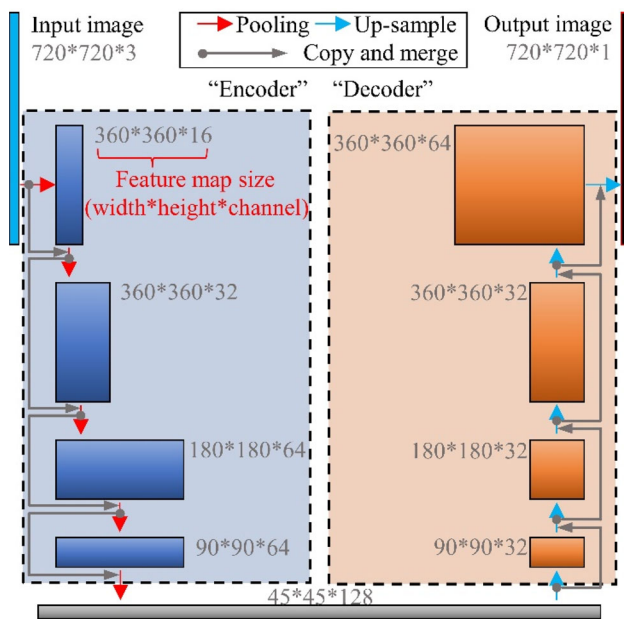 Input image
720*720*3
Pooling
Up-sample
Copy and merge
Output image
720*720*1
“Encoder”
“Decoder”
360*360*16
Feature map size
(width*height*channel)
360*360*64
360*360*32
360*360*32
180*180*64
180*180*32
90*90*64
90*90*32
45*45*128